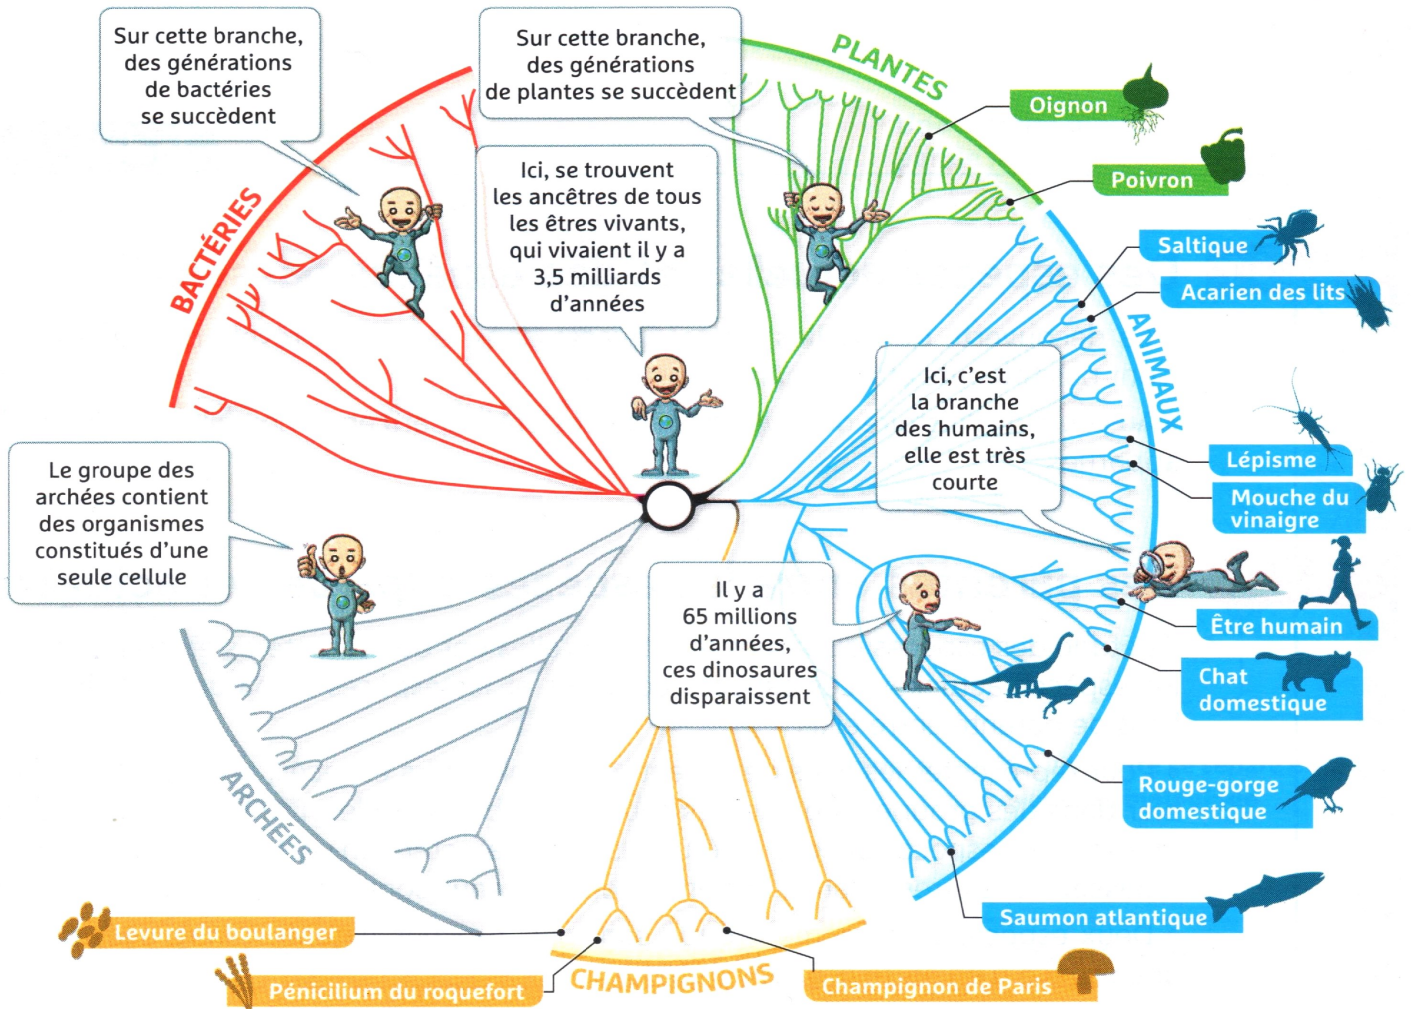 Sur cette branche,
des générations
de bactéries
se succèdent
Sur cette branche,
des générations
de plantes se succèdent
PLANTES
Oignon
Poivron
Ici, se trouvent
les ancêtres de tous
les êtres vivants,
qui vivaient il y a
3,5 milliards
d'années
BACTÉRIES
Saltique
Acarien des lits
ANIMAUX
Ici, c'est
la branche
des humains,
elle est très
courte
Lépisme
Mouche du
vinaigre
Le groupe des
archées contient
des organismes
constitués d'une
seule cellule
Il y a
65 millions
d'années,
ces dinosaures
disparaissent
Être humain
Chat
domestique
Rouge-gorge
domestique
ARCHÉES
Saumon atlantique
Levure du boulanger
Pénicilium du roquefort
CHAMPIGNONS
Champignon de Paris